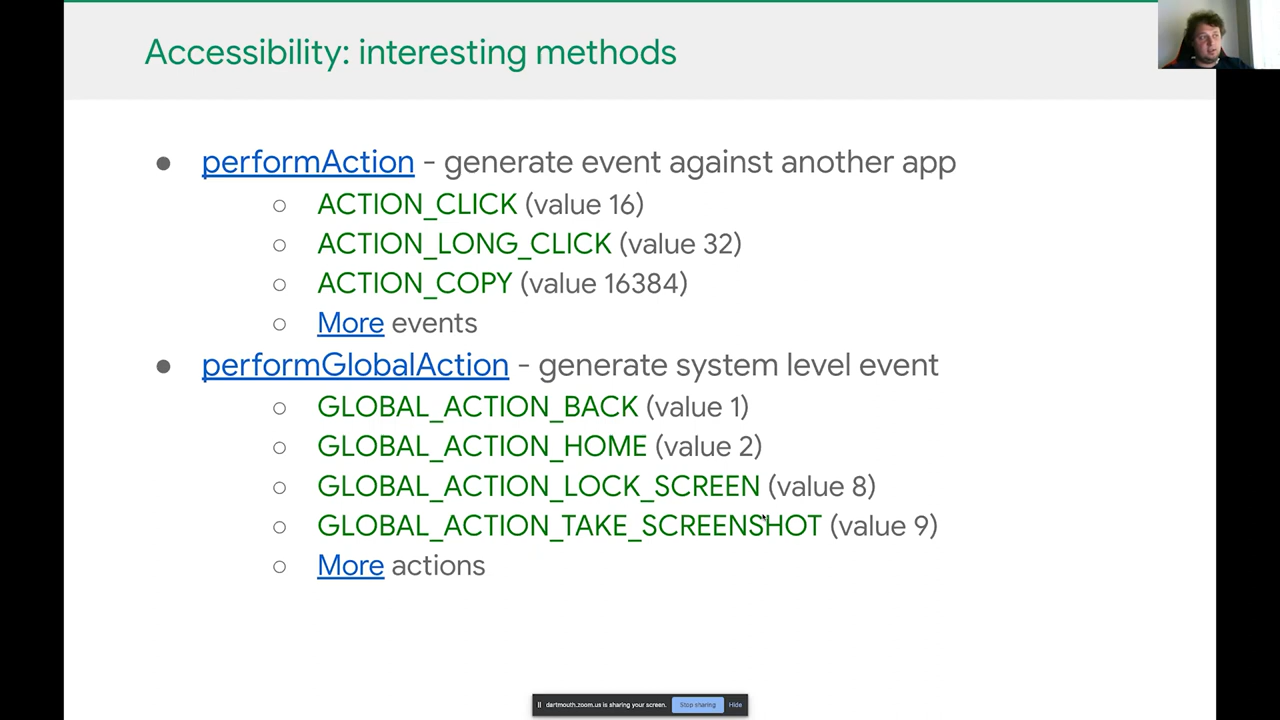 Accessibility: interesting methods
● performAction - generate event against another app
○ ACTION_CLICK (value 16)
○ ACTION_LONG_CLICK (value 32)
○ ACTION_COPY (value 16384)
○ More events
● performGlobalAction - generate system level event
○ GLOBAL_ACTION_BACK (value 1)
○ GLOBAL_ACTION_HOME (value 2)
○ GLOBAL_ACTION_LOCK_SCREEN (value 8)
○ GLOBAL_ACTION_TAKE_SCREENSHOT (value 9)
○ More actions
dartmouth.zoom.us is sharing your screen. Stop sharing Hide